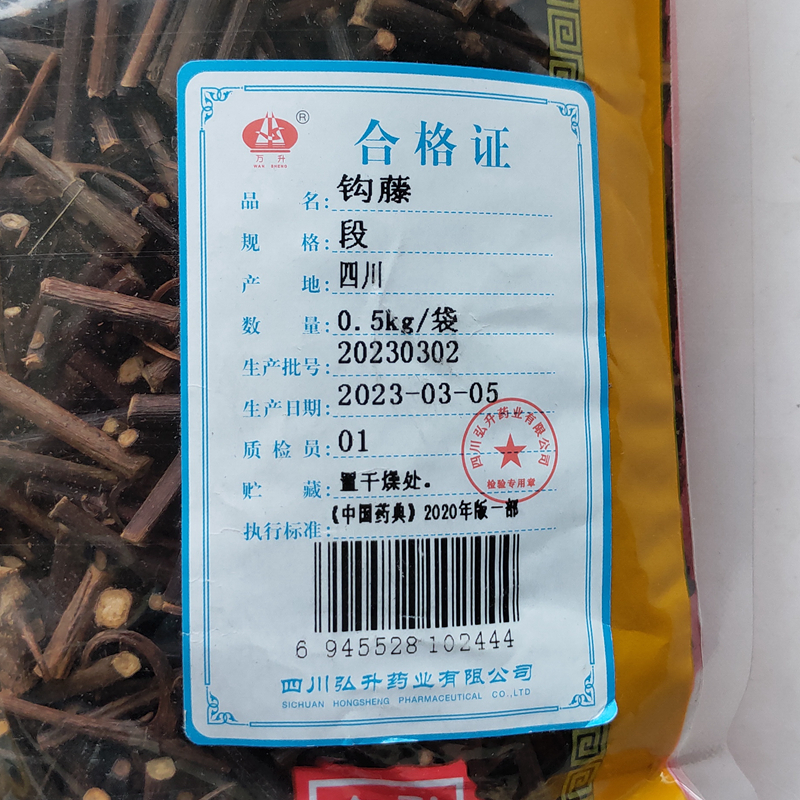 ®
万升
WAN SHENG
合格证
品名:钩藤
规格:段
产地:四川
数量:0.5kg/袋
生产批号:20230302
生产日期:2023-03-05
质检员:01
贮藏:置干燥处.
执行标准:《中国药典》2020年版一部
四川弘升药业有限公司
检验专用章
6 945528 102444
四川弘升药业有限公司
SICHUAN HONGSHENG PHARMACEUTICAL CO.,LTD